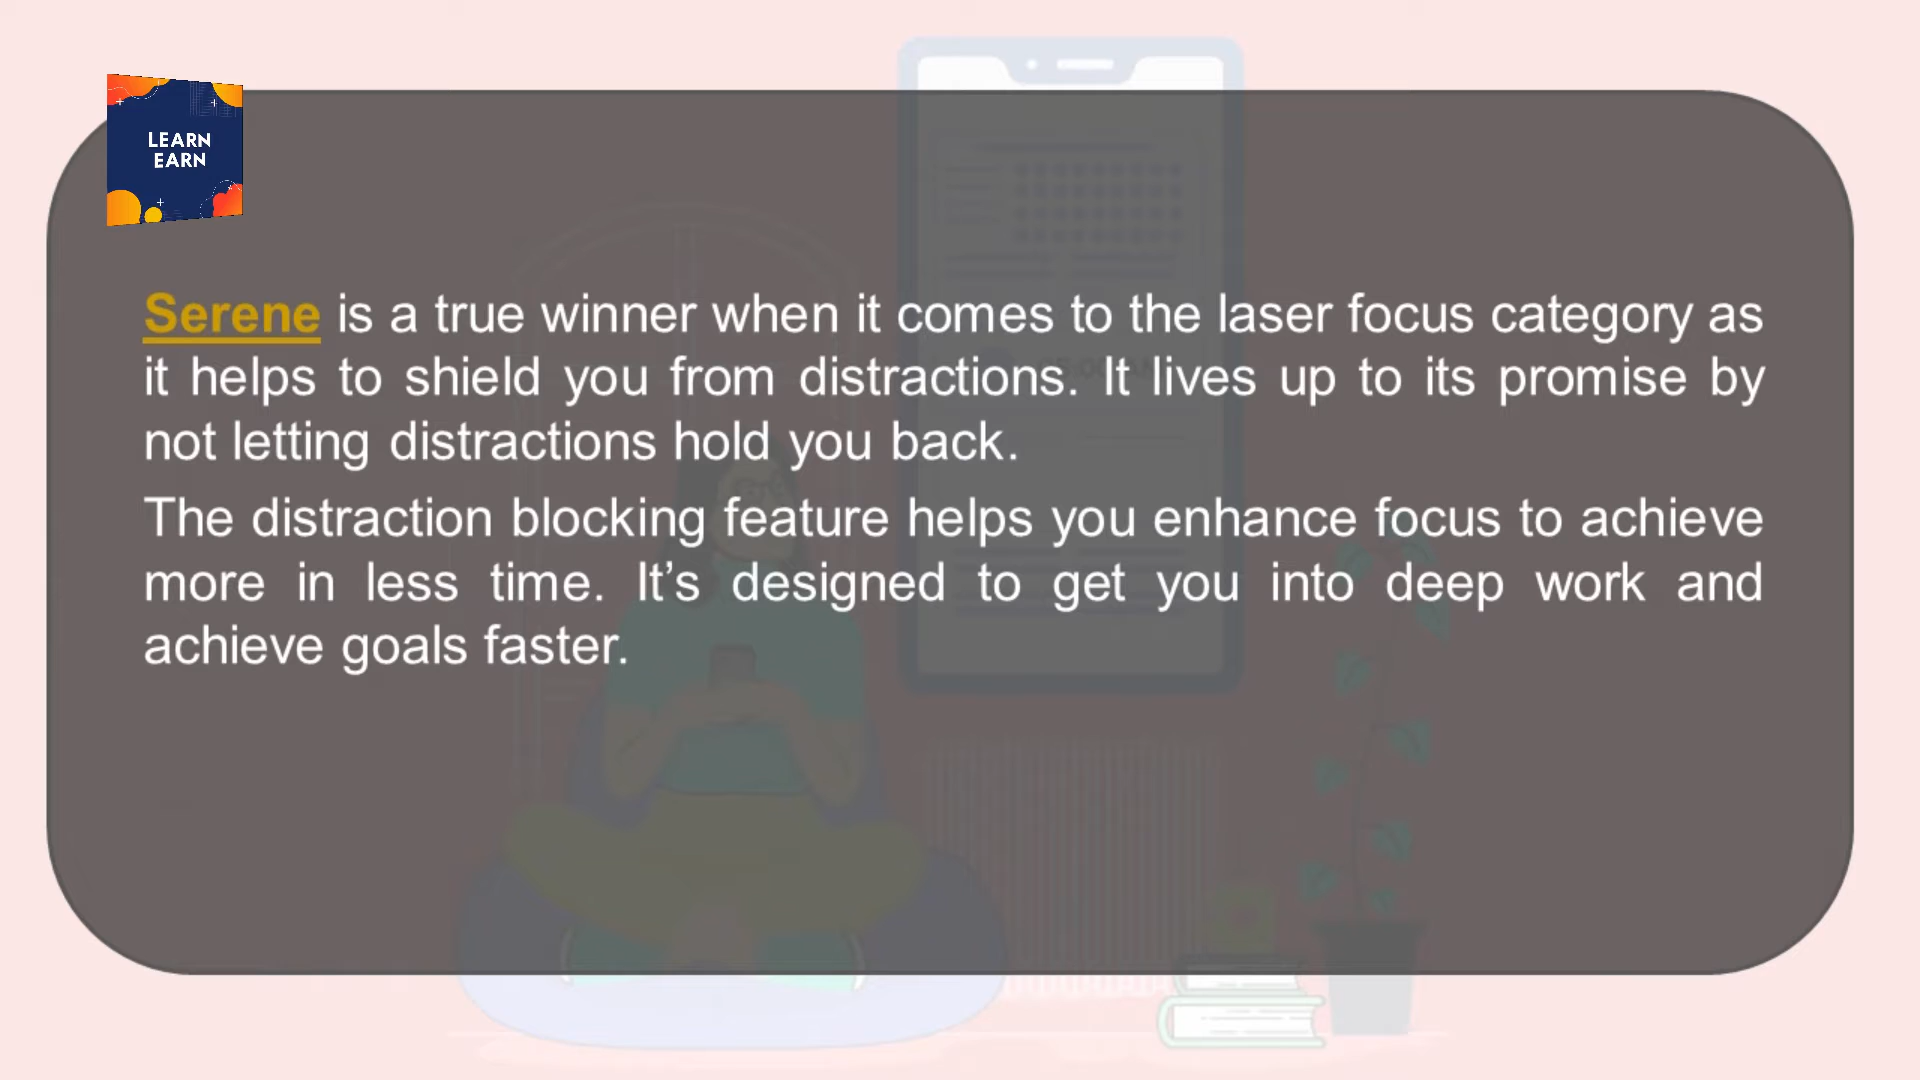 LEARN
EARN
Serene is a true winner when it comes to the laser focus category as
it helps to shield you from distractions. It lives up to its promise by
not letting distractions hold you back.
The distraction blocking feature helps you enhance focus to achieve
more in less time. It’s designed to get you into deep work and
achieve goals faster.